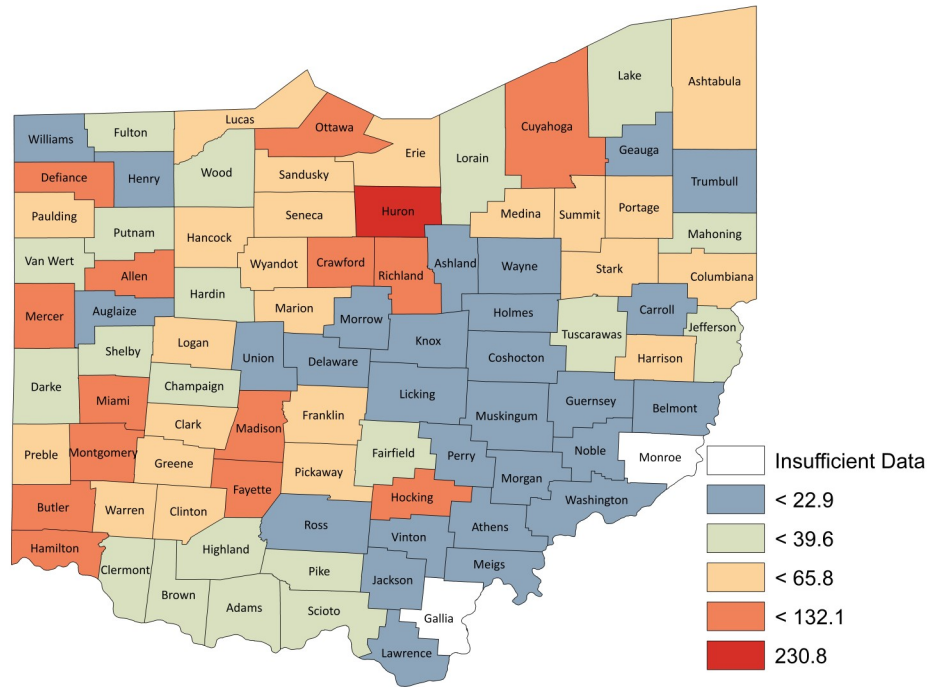 Williams
Fulton
Lucas
Ottawa
Lake
Ashtabula
Cuyahoga
Geauga
Defiance
Henry
Wood
Sandusky
Erie
Lorain
Trumbull
Paulding
Putnam
Hancock
Seneca
Huron
Medina
Summit
Portage
Mahoning
Van Wert
Allen
Wyandot
Crawford
Richland
Ashland
Wayne
Stark
Columbiana
Mercer
Auglaize
Hardin
Marion
Morrow
Holmes
Tuscarawas
Carroll
Jefferson
Shelby
Logan
Union
Delaware
Knox
Coshocton
Harrison
Darke
Champaign
Licking
Guernsey
Belmont
Miami
Clark
Madison
Franklin
Muskingum
Preble
Montgomery
Greene
Pickaway
Fairfield
Perry
Noble
Monroe
Morgan
Butler
Warren
Clinton
Fayette
Hocking
Washington
Ross
Vinton
Athens
Hamilton
Highland
Meigs
Clermont
Brown
Adams
Pike
Scioto
Jackson
Gallia
Lawrence
Insufficient Data
< 22.9
< 39.6
< 65.8
< 132.1
230.8